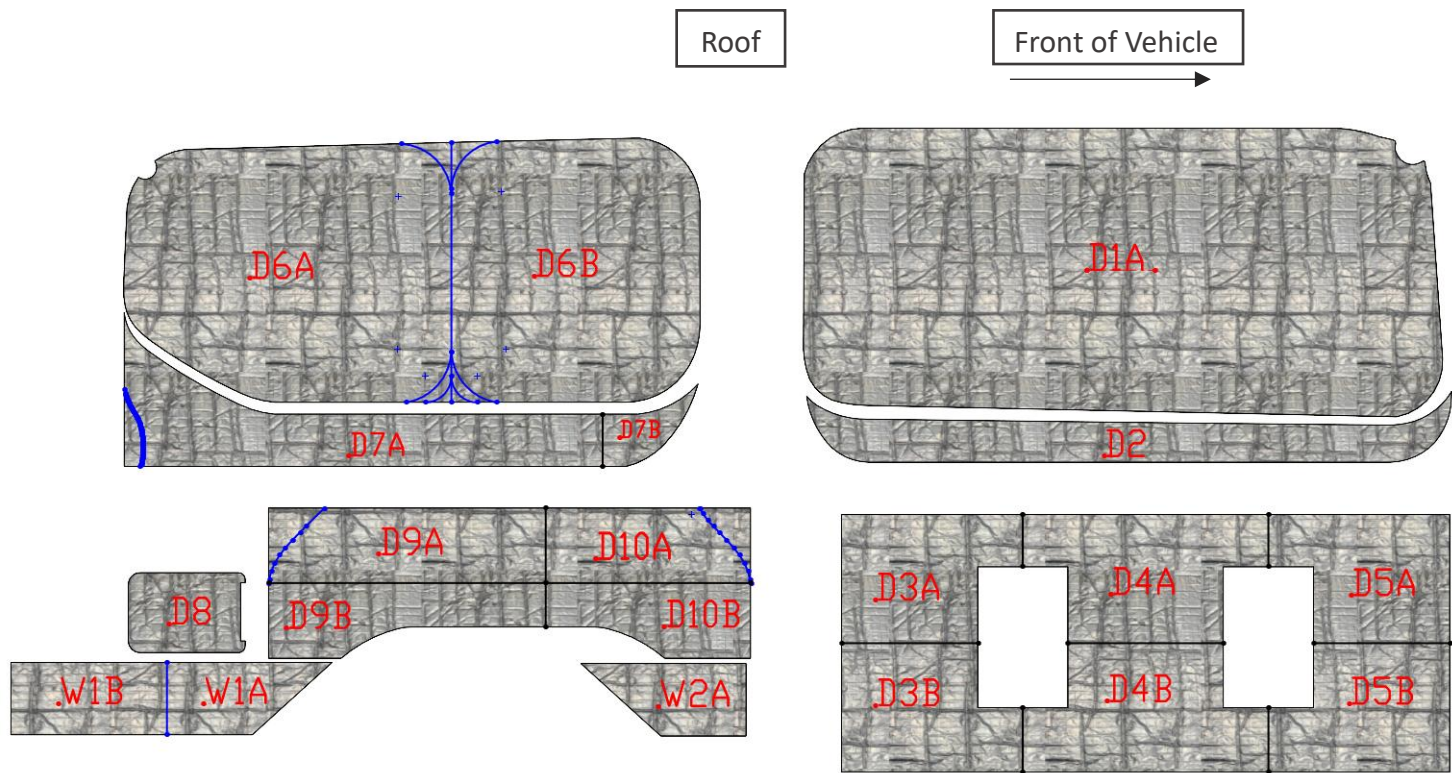 Roof
Front of Vehicle
D6A
D6B
D1A
D7A
D7B
D2
D9A
D10A
D8
D9B
D10B
D3A
D4A
D5A
W1B
W1A
W2A
D3B
D4B
D5B